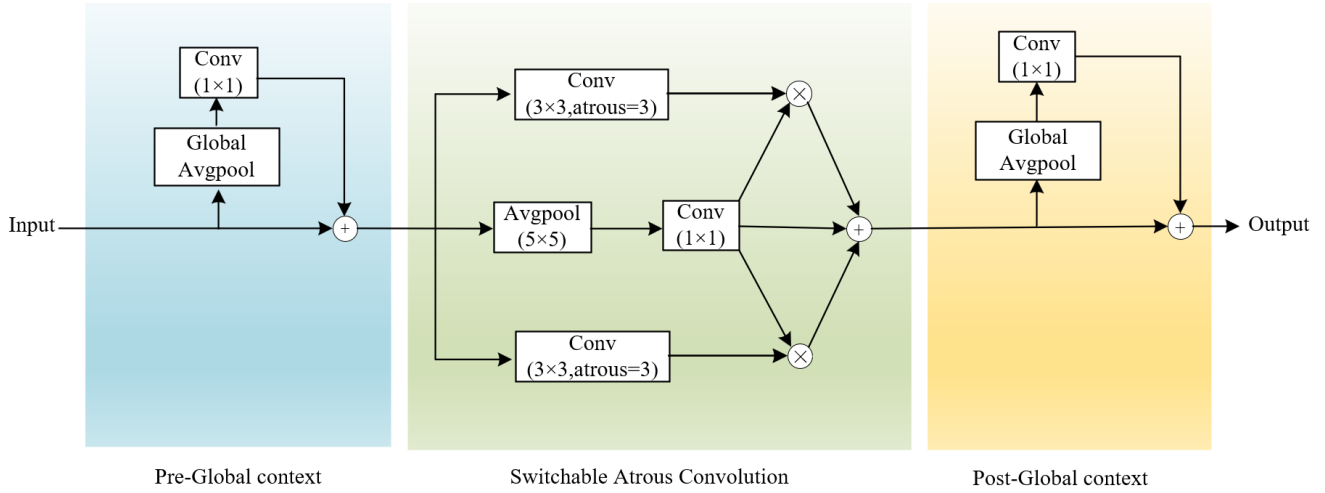 Input
Conv
(1×1)
Global
Avgpool
+
Conv
(3×3,atrous=3)
×
Avgpool
(5×5)
Conv
(1×1)
+
Conv
(3×3,atrous=3)
×
Conv
(1×1)
Global
Avgpool
+
Output
Pre-Global context
Switchable Atrous Convolution
Post-Global context